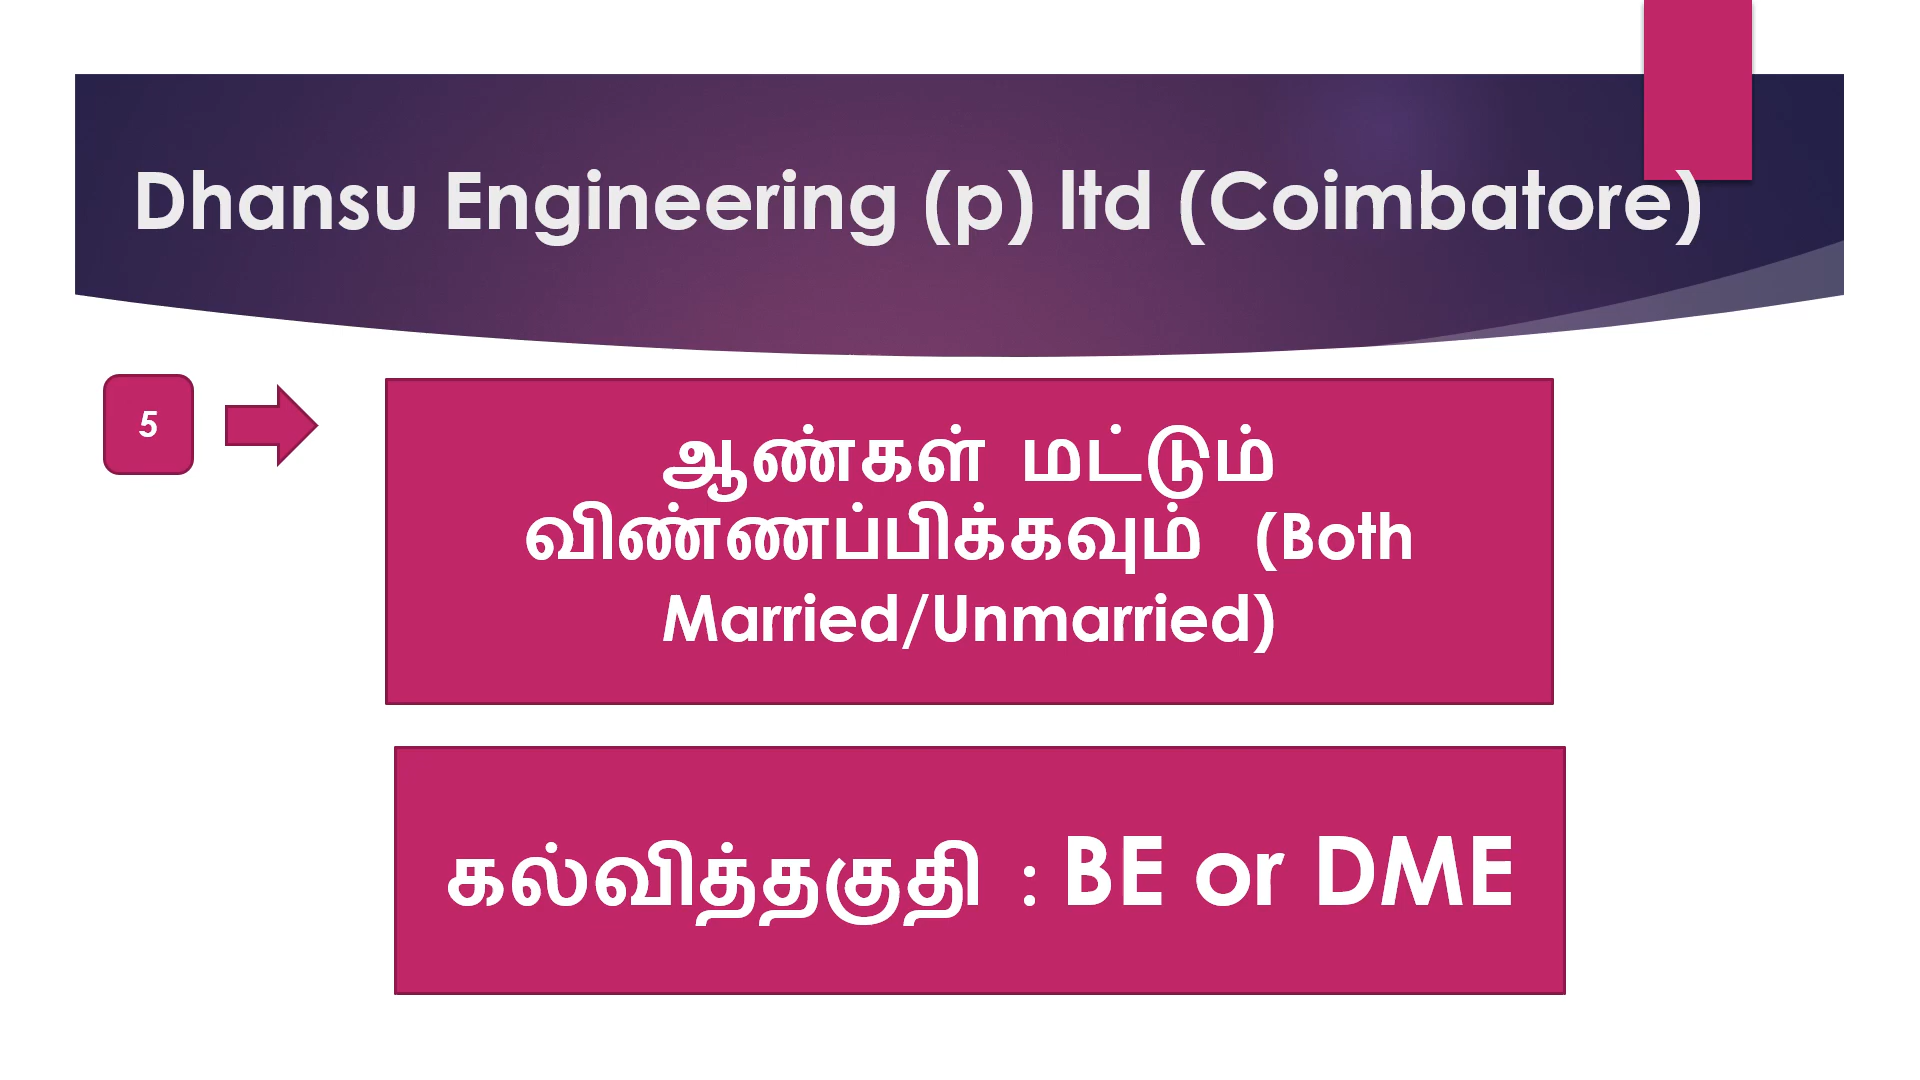 Dhansu Engineering (p) ltd (Coimbatore)
5
ஆண்கள் மட்டும்
விண்ணப்பிக்கவும் (Both
Married/Unmarried)
கல்வித்தகுதி : BE or DME